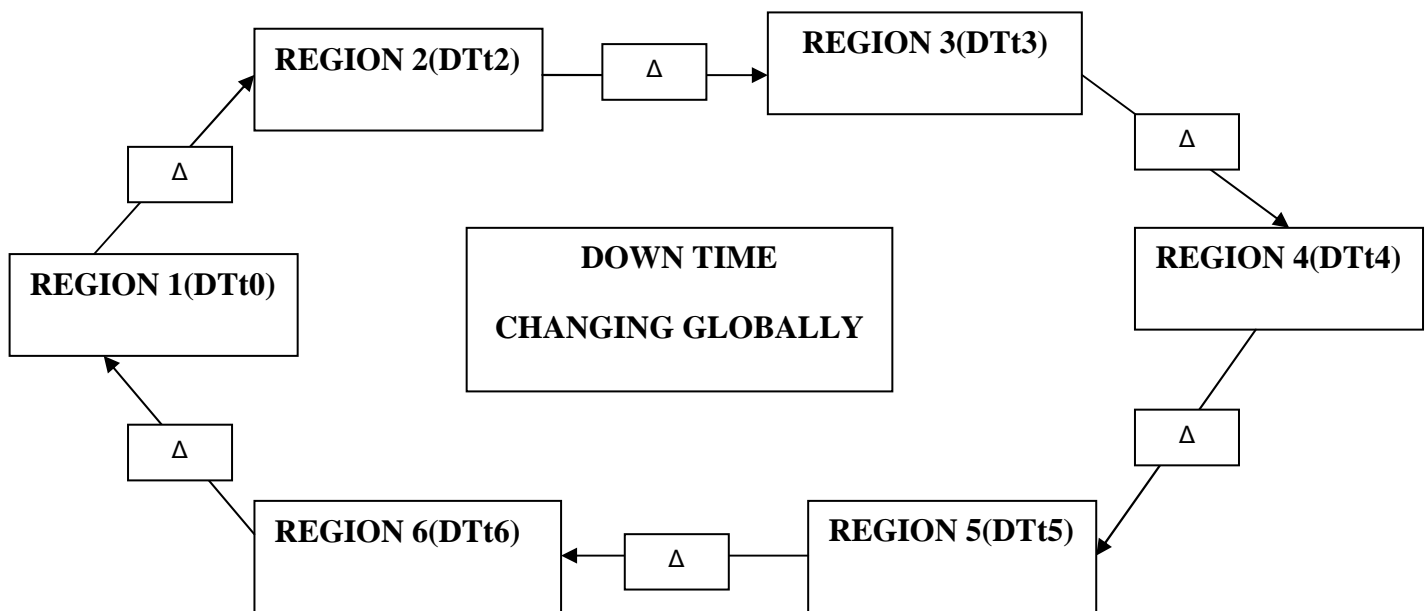 REGION 2(DTt2)
Δ
REGION 3(DTt3)
Δ
Δ
REGION 1(DTt0)
DOWN TIME
CHANGING GLOBALLY
REGION 4(DTt4)
Δ
Δ
REGION 6(DTt6)
Δ
REGION 5(DTt5)